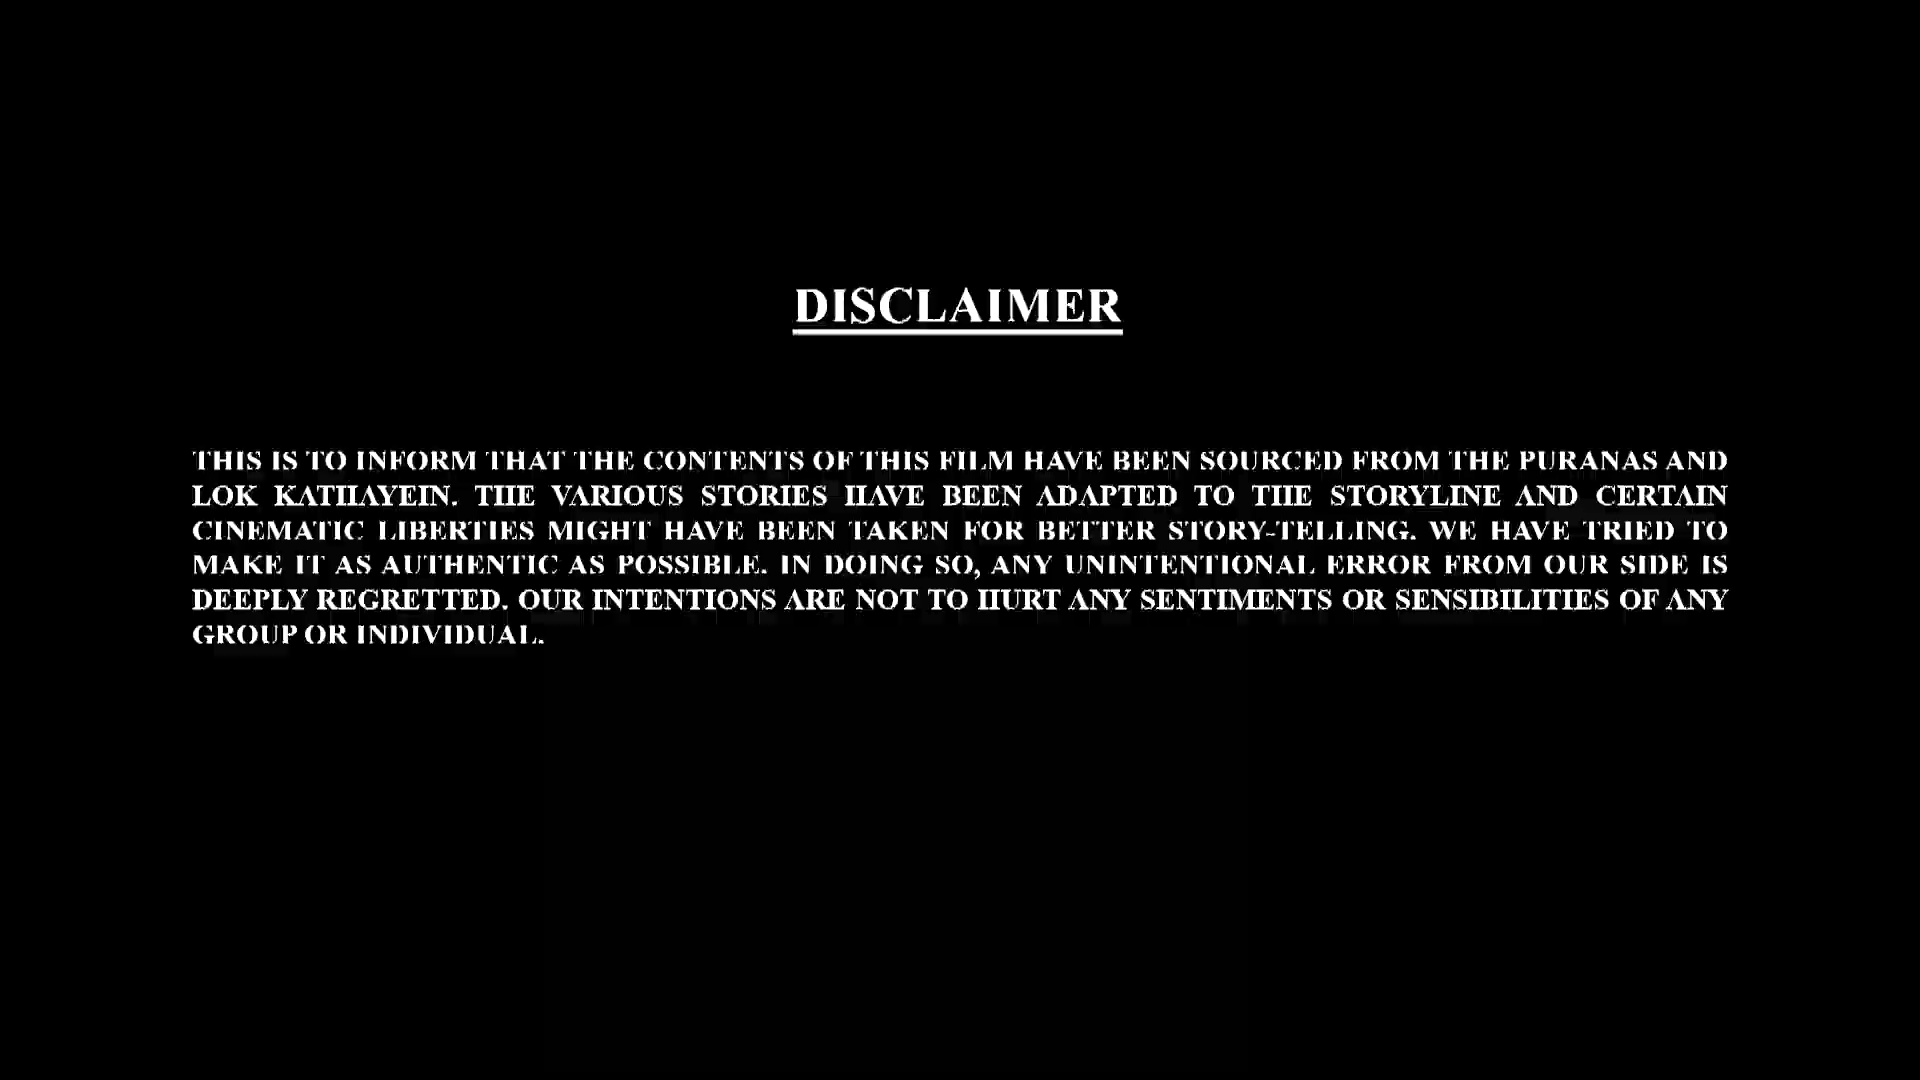 DISCLAIMER
THIS IS TO INFORM THAT THE CONTENTS OF THIS FILM HAVE BEEN SOURCED FROM THE PURANAS AND
LOK KATHAYEIN. THE VARIOUS STORIES HAVE BEEN ADAPTED TO THE STORYLINE AND CERTAIN
CINEMATIC LIBERTIES MIGHT HAVE BEEN TAKEN FOR BETTER STORY-TELLING. WE HAVE TRIED TO
MAKE IT AS AUTHENTIC AS POSSIBLE. IN DOING SO, ANY UNINTENTIONAL ERROR FROM OUR SIDE IS
DEEPLY REGRETTED. OUR INTENTIONS ARE NOT TO HURT ANY SENTIMENTS OR SENSIBILITIES OF ANY
GROUP OR INDIVIDUAL.